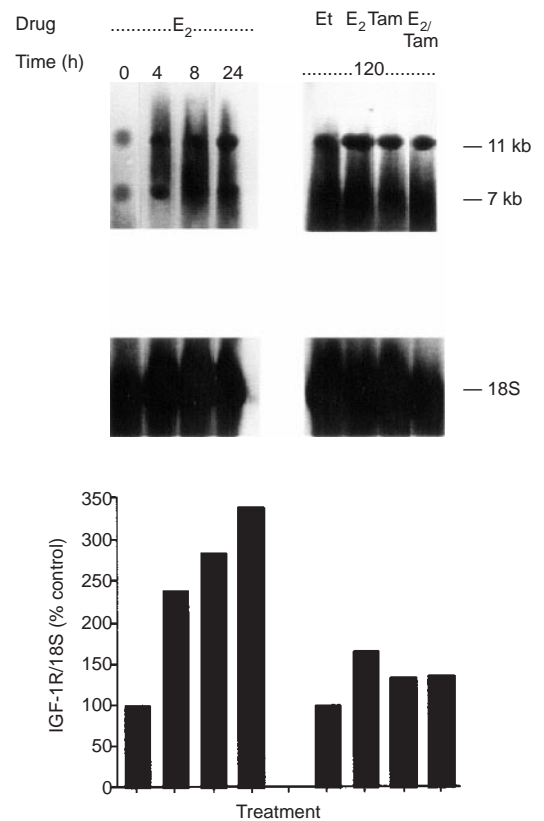 Drug ............E₂............ Et E₂ Tam E₂/
Tam
Time (h) 0 4 8 24 ..........120..........
— 11 kb
— 7 kb
— 18S
IGF-1R/18S (% control)
350
300
250
200
150
100
50
0
Treatment